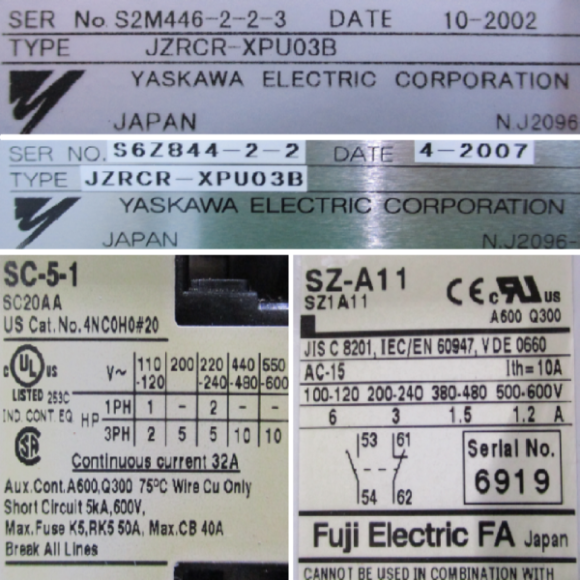 SER No. S2M446-2-2-3 DATE 10-2002
TYPE JZRCR-XPU03B
YASKAWA ELECTRIC CORPORATION
JAPAN N.J2096
SER NO. S6Z844-2-2 DATE 4-2007
TYPE JZRCR-XPU03B
YASKAWA ELECTRIC CORPORATION
JAPAN N.J2096-
SC-5-1
SC20AA
US Cat.No.4NC0H0#20
c UL us
LISTED 253C
IND. CONT. EQ.
V~ 110-120 200 220-240 440-480 550-600
HP 1PH 1 - 2 - -
3PH 2 5 5 10 10
SA
Continuous current 32A
Aux.Cont.A600,Q300 75°C Wire Cu Only
Short Circuit 5kA,600V,
Max.Fuse K5,RK5 50A, Max.CB 40A
Break All Lines
SZ-A11
SZ1A11
CE c RU us
A600 Q300
JIS C 8201, IEC/EN 60947, VDE 0660
AC-15 Ith=10A
100-120 200-240 380-480 500-600V
6 3 1.5 1.2 A
53 61
54 62
Serial No.
6919
Fuji Electric FA Japan
CANNOT BE USED IN COMBINATION WITH